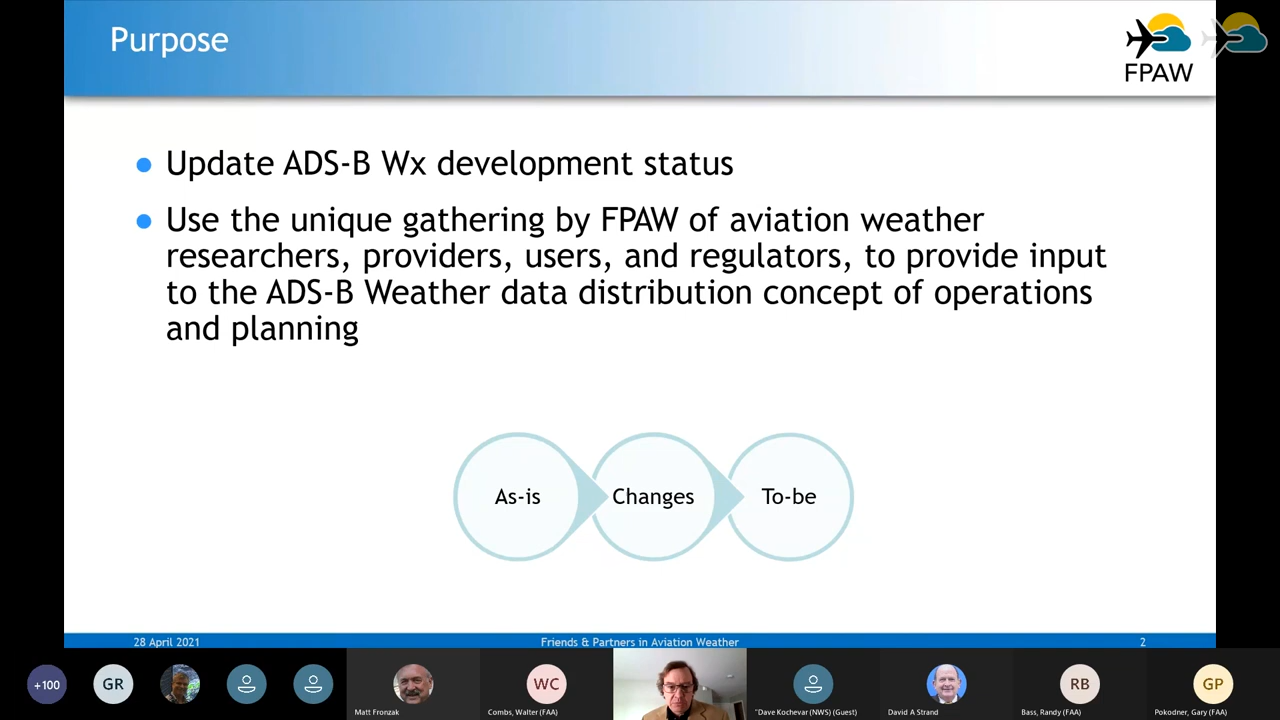 Purpose
FPAW
Update ADS-B Wx development status
Use the unique gathering by FPAW of aviation weather
researchers, providers, users, and regulators, to provide input
to the ADS-B Weather data distribution concept of operations
and planning
As-is
Changes
To-be
28 April 2021
Friends & Partners in Aviation Weather
2
+100
GR
WC
RB
GP
Matt Fronzak
Combs, Walter (FAA)
"Dave Kochevar (NWS) (Guest)
David A Strand
Bass, Randy (FAA)
Pokodner, Gary (FAA)